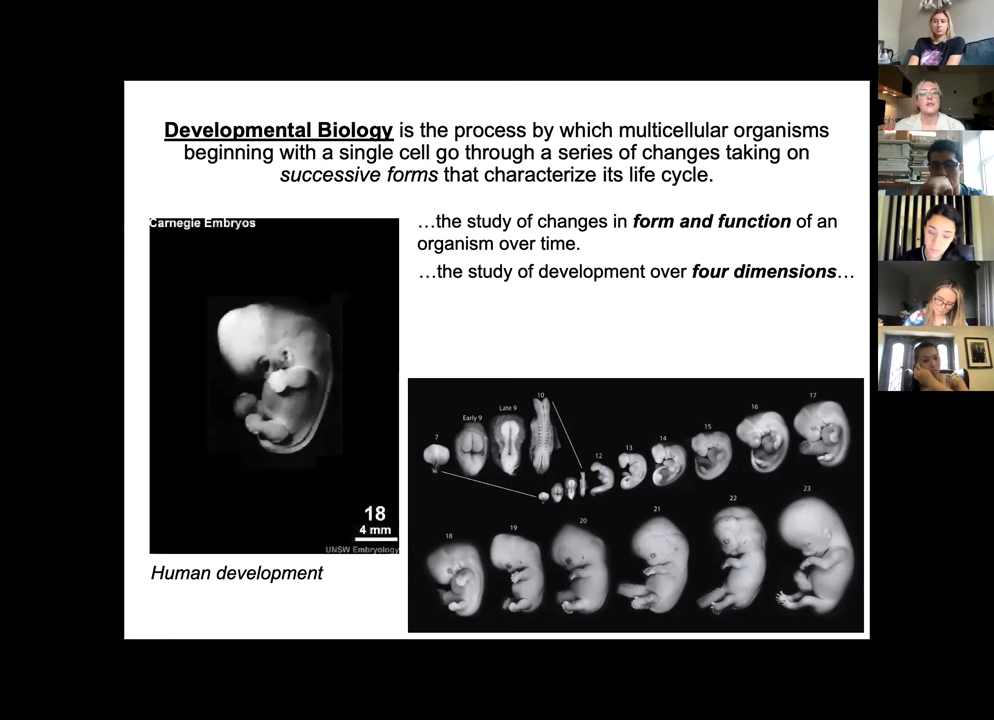 Developmental Biology is the process by which multicellular organisms
beginning with a single cell go through a series of changes taking on
successive forms that characterize its life cycle.
…the study of changes in form and function of an
organism over time.
…the study of development over four dimensions…
Carnegie Embryos
18
4 mm
UNSW Embryology
Human development
7
Early 9
Late 9
10
12
13
14
15
16
17
18
19
20
21
22
23